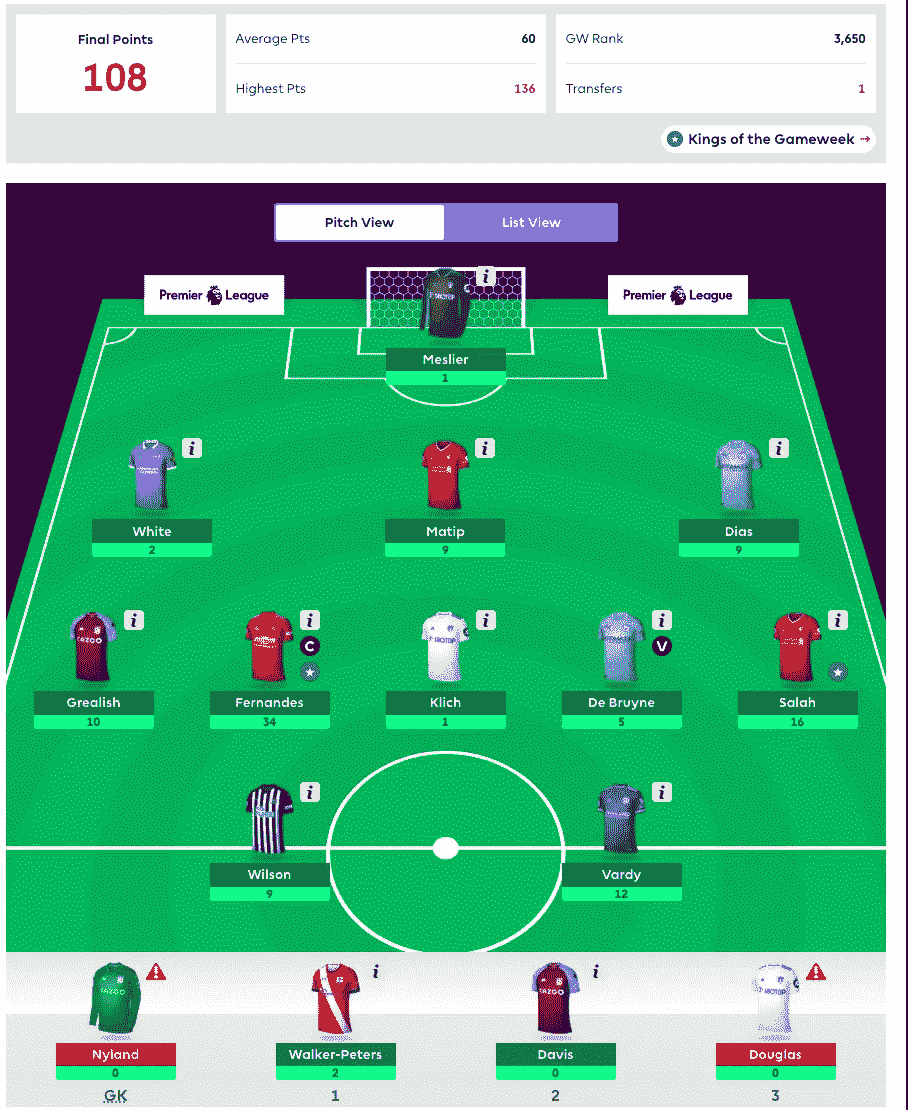 Final Points
108
Average Pts 60
Highest Pts 136
GW Rank 3,650
Transfers 1
Kings of the Gameweek →
Pitch View List View
Premier League Premier League
Meslier
1
White Matip Dias
2 9 9
C V
Grealish Fernandes Klich De Bruyne Salah
10 34 1 5 16
Wilson Vardy
9 12
Nyland Walker-Peters Davis Douglas
0 2 0 0
GK 1 2 3